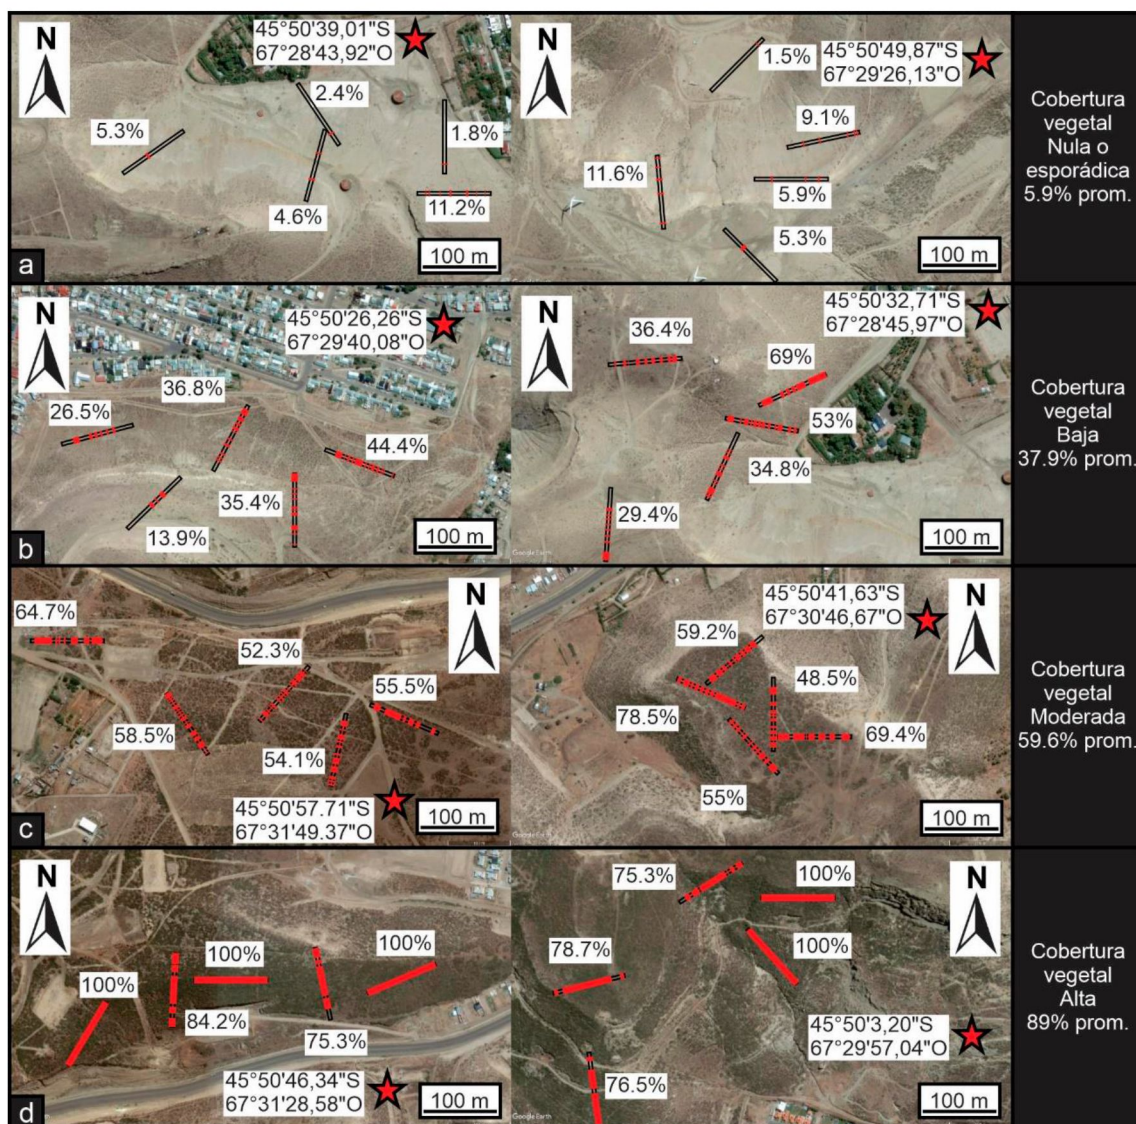 N
45°50'39,01"S
67°28'43,92"O
2.4%
5.3%
1.8%
4.6%
11.2%
100 m
a
N
45°50'49,87"S
67°29'26,13"O
1.5%
9.1%
11.6%
5.9%
5.3%
100 m
Cobertura
vegetal
Nula o
esporádica
5.9% prom.
N
45°50'26,26"S
67°29'40,08"O
36.8%
26.5%
44.4%
35.4%
13.9%
100 m
b
N
45°50'32,71"S
67°28'45,97"O
36.4%
69%
53%
34.8%
29.4%
100 m
Google Earth
Cobertura
vegetal
Baja
37.9% prom.
64.7%
N
52.3%
55.5%
58.5%
54.1%
45°50'57.71"S
67°31'49.37"O
100 m
c
N
45°50'41,63"S
67°30'46,67"O
59.2%
48.5%
78.5%
69.4%
55%
100 m
Google Earth
Cobertura
vegetal
Moderada
59.6% prom.
N
100%
100%
100%
84.2%
75.3%
45°50'46,34"S
67°31'28,58"O
100 m
d
75.3%
100%
N
78.7%
100%
45°50'3,20"S
67°29'57,04"O
76.5%
100 m
Google Earth
Cobertura
vegetal
Alta
89% prom.